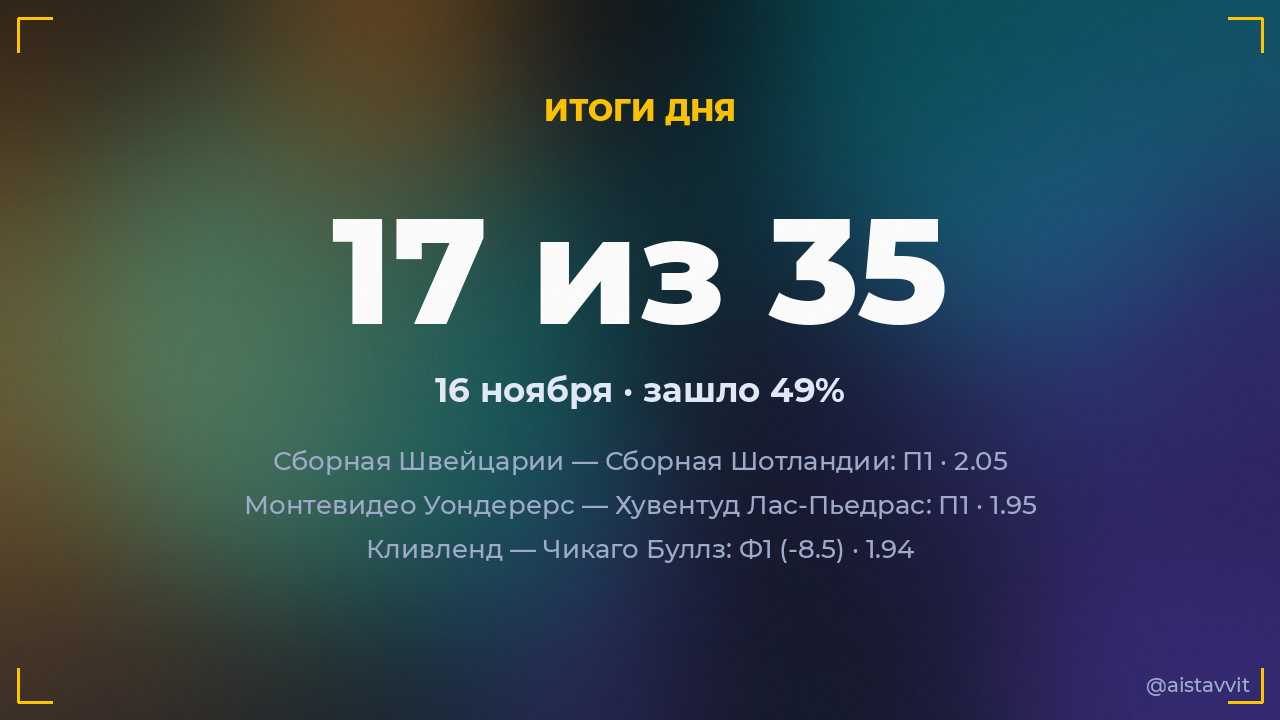 ИТОГИ ДНЯ
17 из 35
16 ноября · зашло 49%
Сборная Швейцарии — Сборная Шотландии: П1 · 2.05
Монтевидео Уондерерс — Хувентуд Лас-Пьедрас: П1 · 1.95
Кливленд — Чикаго Буллз: Ф1 (-8.5) · 1.94
@aistavvit